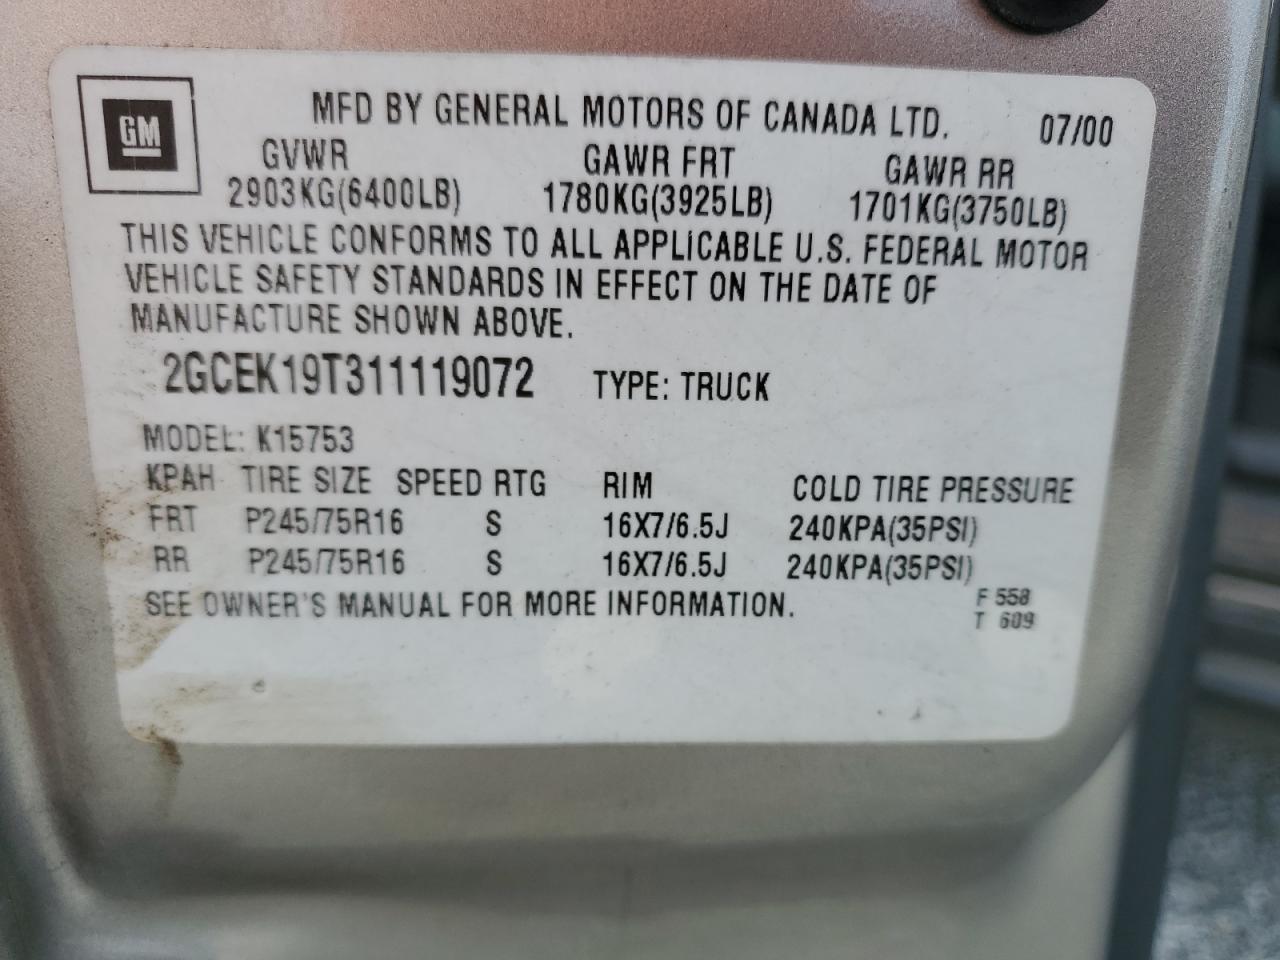 GM
MFD BY GENERAL MOTORS OF CANADA LTD. 07/00
GVWR GAWR FRT GAWR RR
2903KG(6400LB) 1780KG(3925LB) 1701KG(3750LB)
THIS VEHICLE CONFORMS TO ALL APPLICABLE U.S. FEDERAL MOTOR
VEHICLE SAFETY STANDARDS IN EFFECT ON THE DATE OF
MANUFACTURE SHOWN ABOVE.
2GCEK19T311119072 TYPE: TRUCK
MODEL: K15753
KPAH TIRE SIZE SPEED RTG RIM COLD TIRE PRESSURE
FRT P245/75R16 S 16X7/6.5J 240KPA(35PSI)
RR P245/75R16 S 16X7/6.5J 240KPA(35PSI)
SEE OWNER'S MANUAL FOR MORE INFORMATION. F 558
T 609